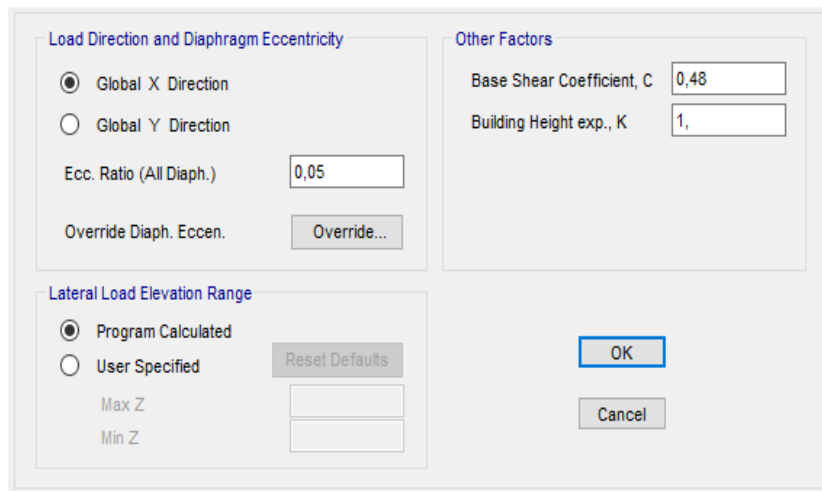 Load Direction and Diaphragm Eccentricity
Global X Direction
Global Y Direction
Ecc. Ratio (All Diaph.) 0,05
Override Diaph. Eccen. Override...
Other Factors
Base Shear Coefficient, C 0,48
Building Height exp., K 1,
Lateral Load Elevation Range
Program Calculated
User Specified Reset Defaults
Max Z
Min Z
OK
Cancel